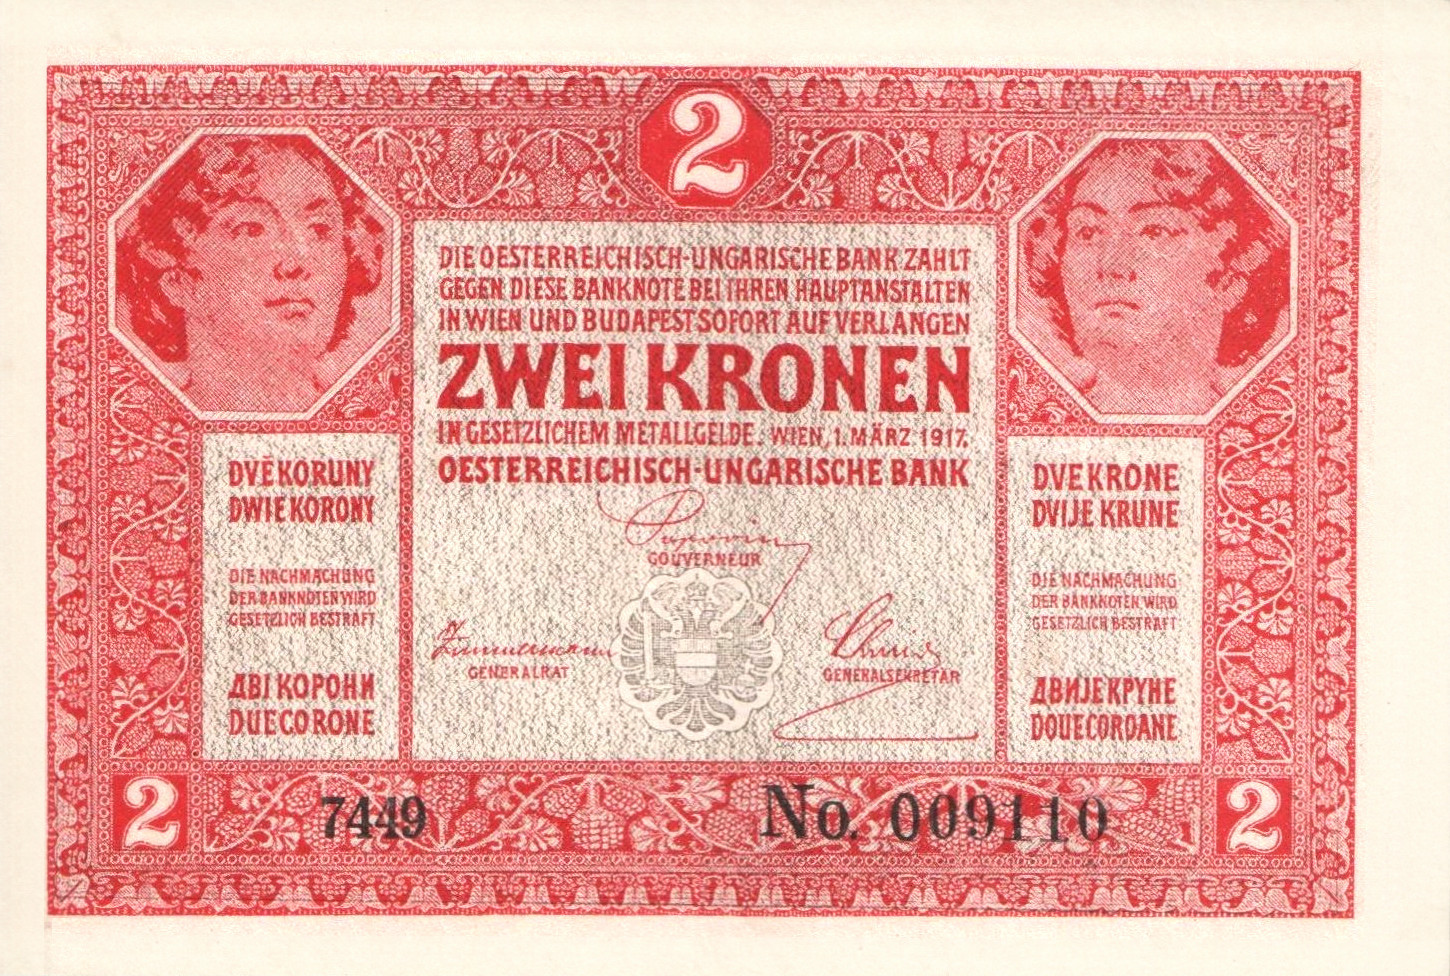 2
DIE OESTERREICHISCH-UNGARISCHE BANK ZAHLT
GEGEN DIESE BANKNOTE BEI IHREN HAUPTANSTALTEN
IN WIEN UND BUDAPEST SOFORT AUF VERLANGEN
ZWEI KRONEN
IN GESETZLICHEM METALLGELDE. WIEN, 1. MÄRZ 1917.
OESTERREICHISCH-UNGARISCHE BANK
GOUVERNEUR
GENERALRAT
GENERALSEKRETÄR
DVĚ KORUNY
DWIE KORONY
DIE NACHMACHUNG
DER BANKNOTEN WIRD
GESETZLICH BESTRAFT
ДВІ КОРОНИ
DUE CORONE
DVE KRONE
DVIJE KRUNE
DIE NACHMACHUNG
DER BANKNOTEN WIRD
GESETZLICH BESTRAFT
ДВИЈЕ КРУНЕ
DOUE COROANE
2
7449
No. 009110
2